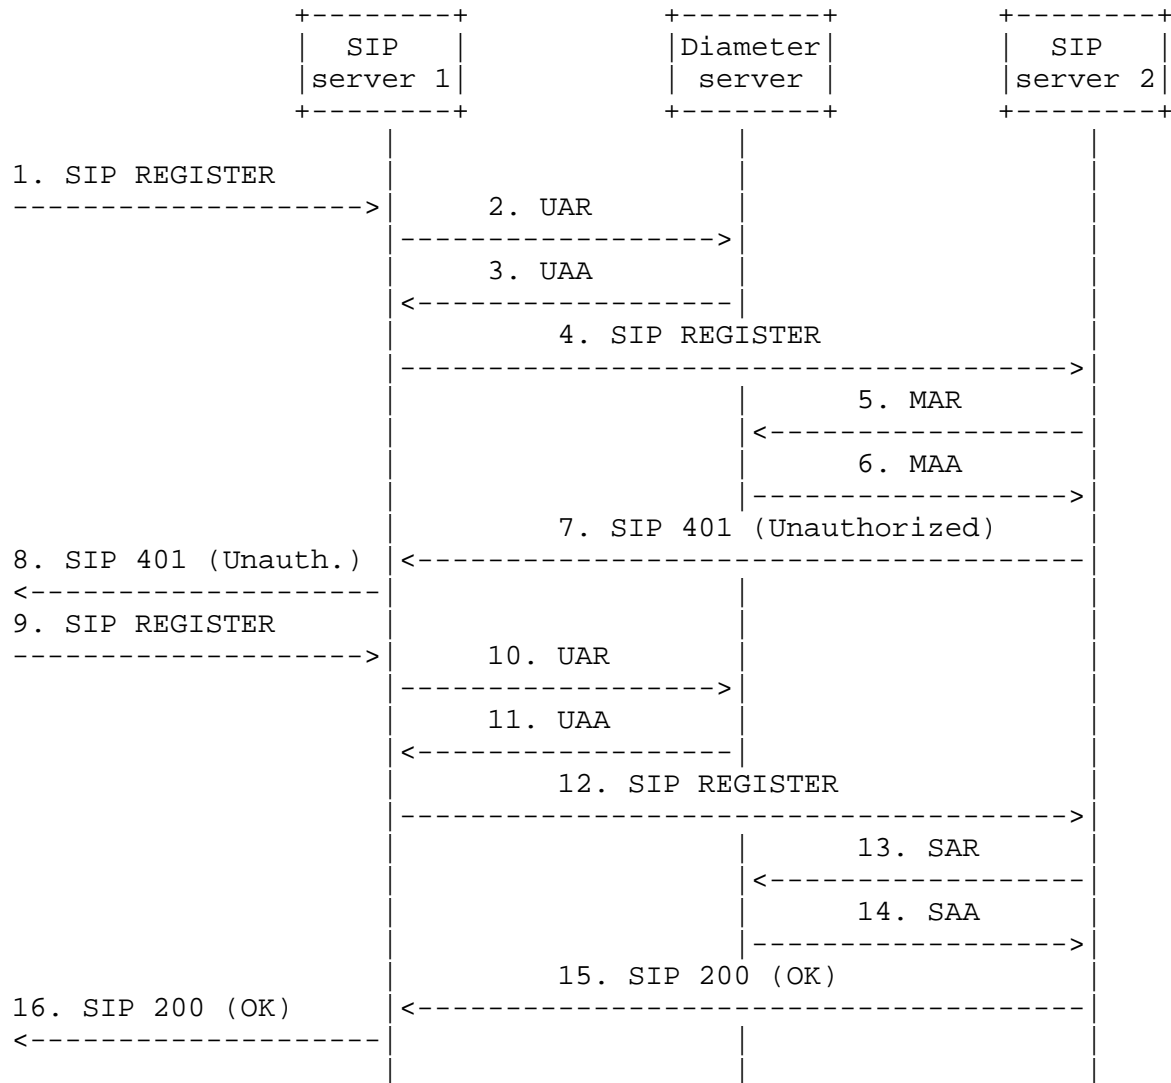 SIP server 1
Diameter server
SIP server 2
1. SIP REGISTER
2. UAR
3. UAA
4. SIP REGISTER
5. MAR
6. MAA
7. SIP 401 (Unauthorized)
8. SIP 401 (Unauth.)
9. SIP REGISTER
10. UAR
11. UAA
12. SIP REGISTER
13. SAR
14. SAA
15. SIP 200 (OK)
16. SIP 200 (OK)